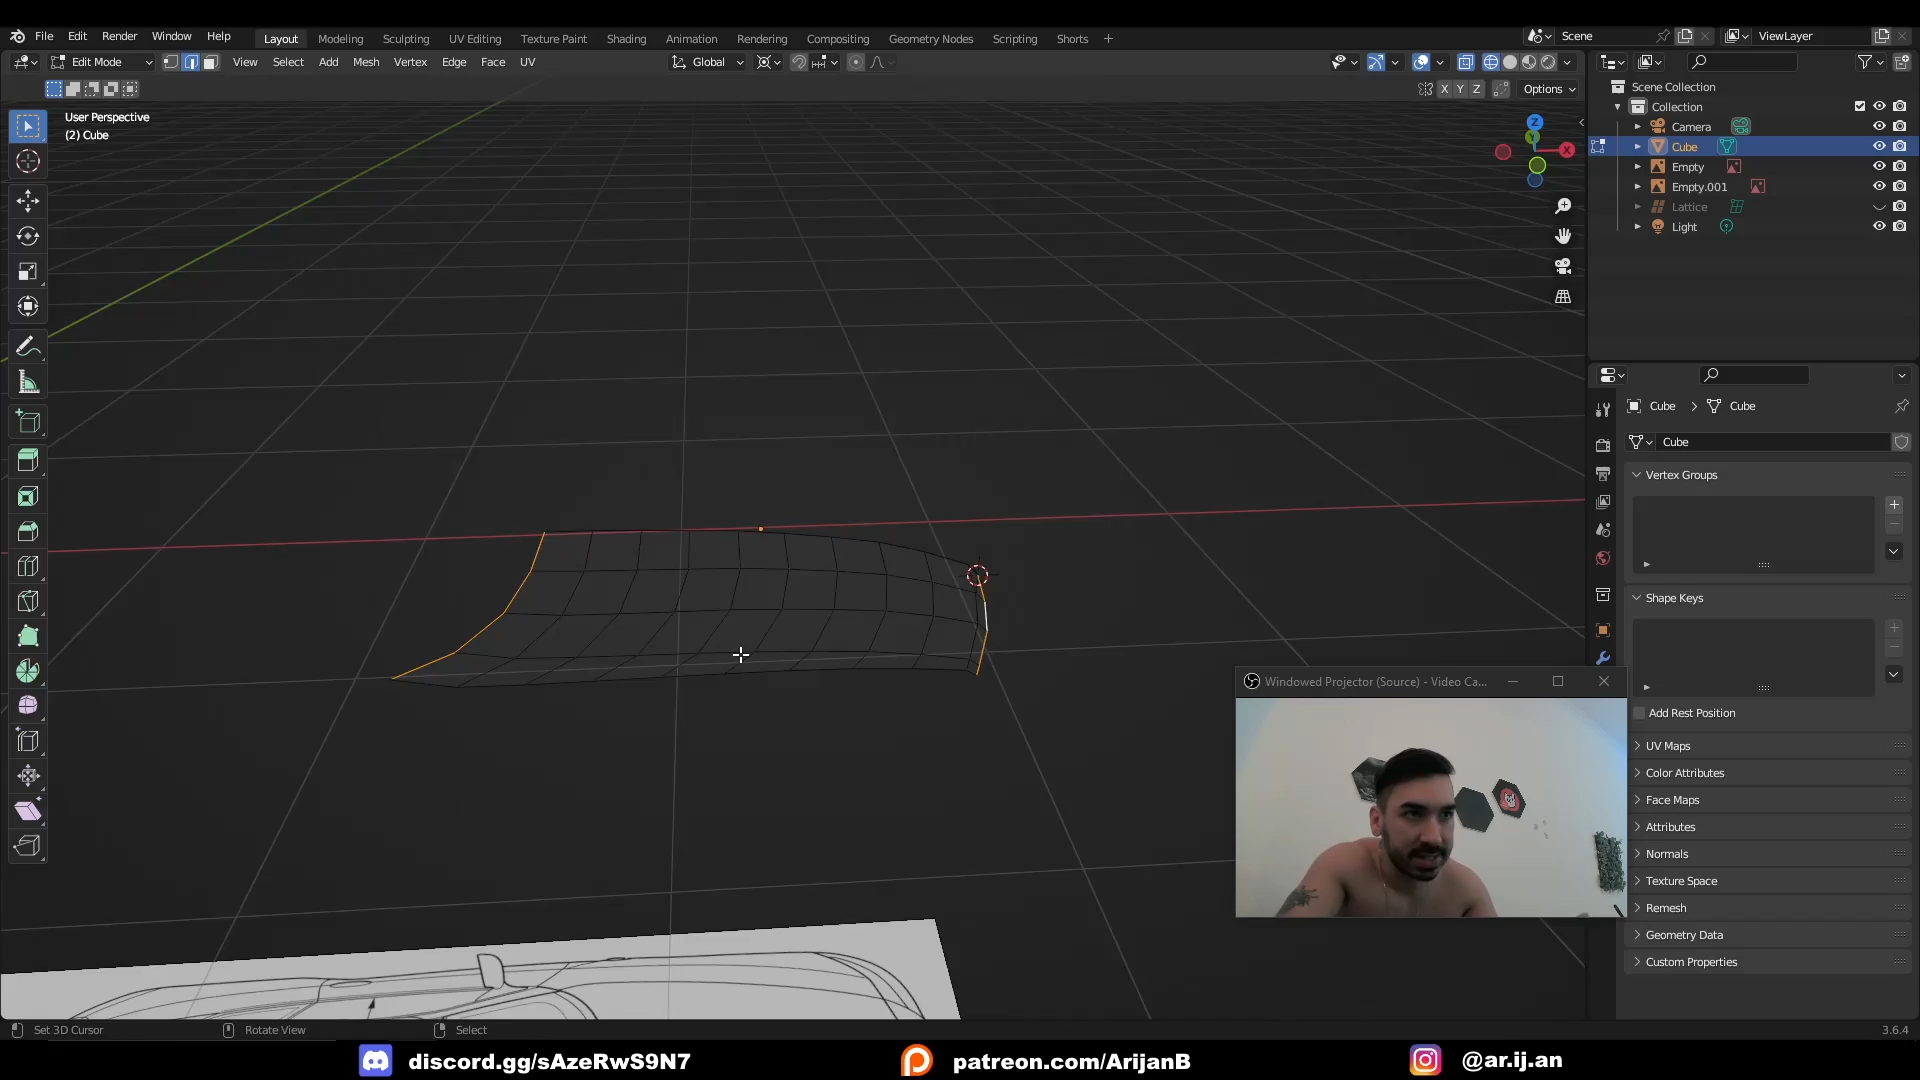 File Edit Render Window Help Layout Modeling Sculpting UV Editing Texture Paint Shading Animation Rendering Compositing Geometry Nodes Scripting Shorts + Scene ViewLayer
Edit Mode View Select Add Mesh Vertex Edge Face UV Global
X Y Z Options
User Perspective
(2) Cube
Z
Y
X
Scene Collection
Collection
Camera
Cube
Empty
Empty.001
Lattice
Light
Cube > Cube
Cube
Vertex Groups
Shape Keys
Add Rest Position
UV Maps
Color Attributes
Face Maps
Attributes
Normals
Texture Space
Remesh
Geometry Data
Custom Properties
Windowed Projector (Source) - Video Ca...
Set 3D Cursor Rotate View Select 3.6.4
discord.gg/sAzeRwS9N7 patreon.com/ArijanB @ar.ij.an